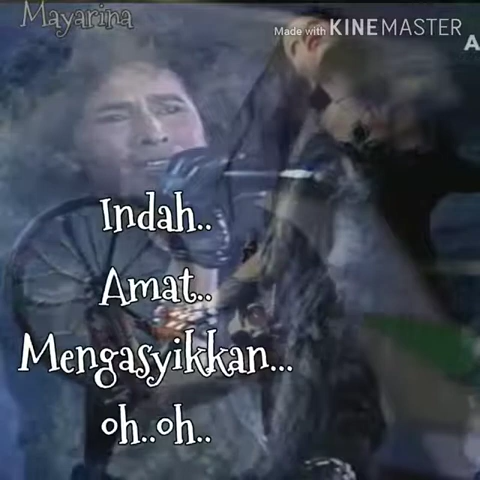 Mayarina
Made with KINEMASTER
A
Indah..
Amat..
Mengasyikkan...
oh..oh..